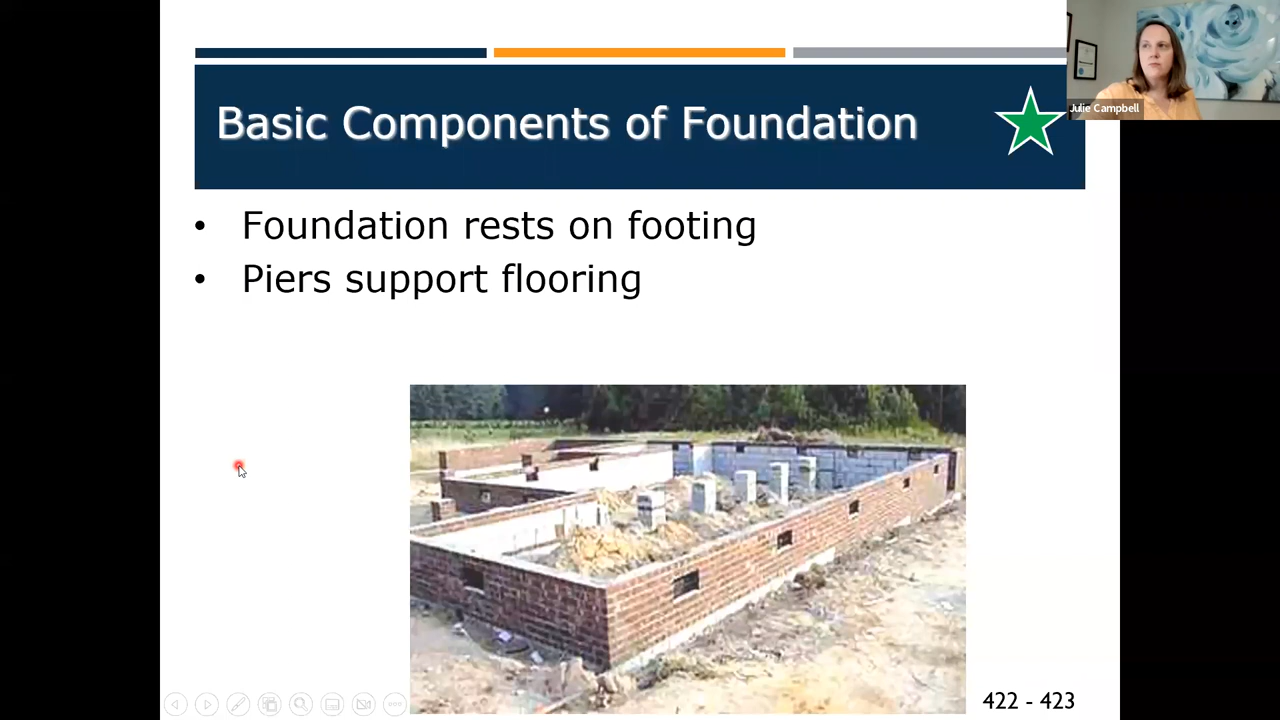 Basic Components of Foundation
Julie Campbell
• Foundation rests on footing
• Piers support flooring
422 - 423